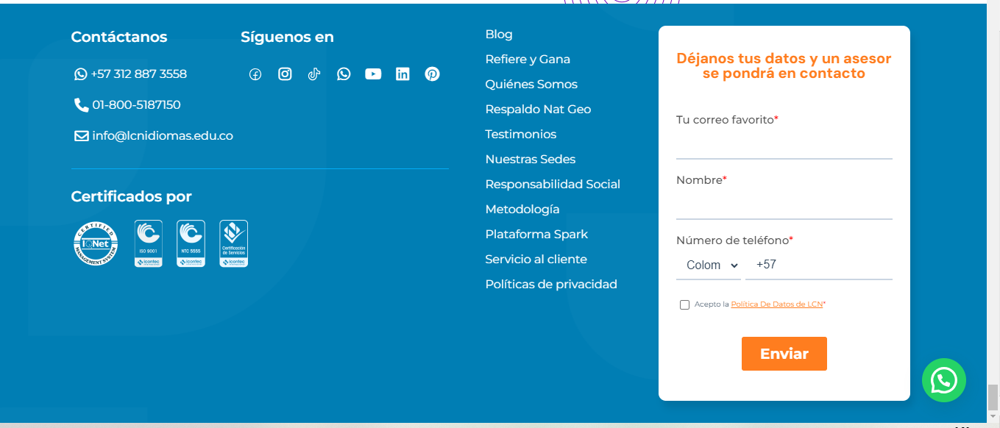 Contáctanos
+57 312 887 3558
01-800-5187150
info@lcnidiomas.edu.co
Síguenos en
Certificados por
CERTIFIED
IQNet
MANAGEMENT SYSTEM
ISO 9001
icontec
NTC 5555
icontec
Certificación
de Servicios
icontec
Blog
Refiere y Gana
Quiénes Somos
Respaldo Nat Geo
Testimonios
Nuestras Sedes
Responsabilidad Social
Metodología
Plataforma Spark
Servicio al cliente
Políticas de privacidad
Déjanos tus datos y un asesor
se pondrá en contacto
Tu correo favorito*
Nombre*
Número de teléfono*
Colom +57
Acepto la Política De Datos de LCN*
Enviar